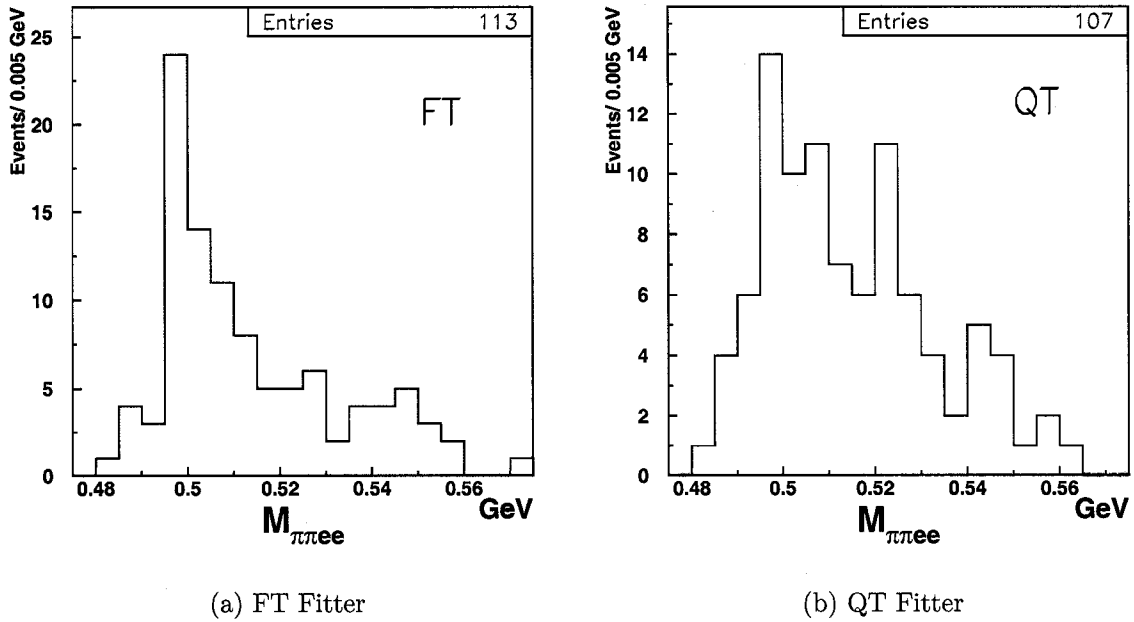 Entries 113
Events/ 0.005 GeV
25
20
15
10
5
0
FT
0.48 0.5 0.52 0.54 0.56
GeV
Mππee
(a) FT Fitter
Entries 107
Events/ 0.005 GeV
14
12
10
8
6
4
2
0
QT
0.48 0.5 0.52 0.54 0.56
GeV
Mππee
(b) QT Fitter